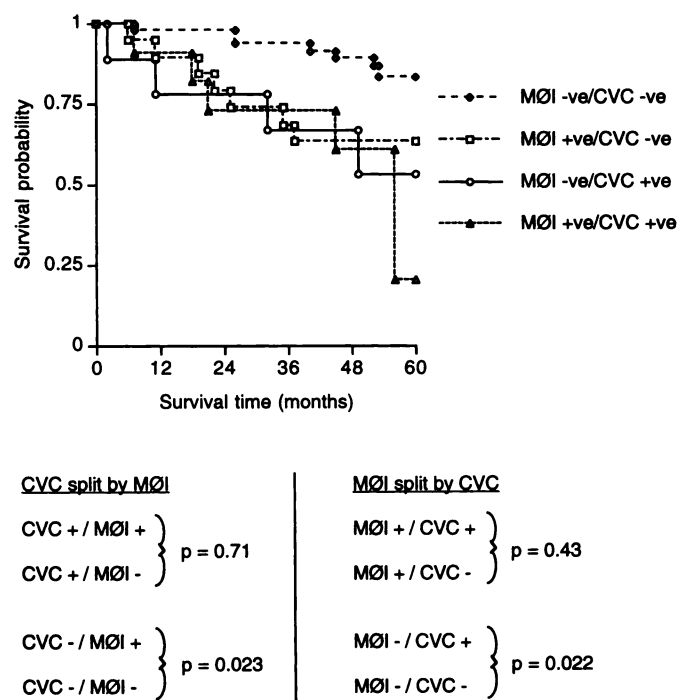 1
0.75
0.5
0.25
0
Survival probability
0 12 24 36 48 60
Survival time (months)
MØI -ve/CVC -ve
MØI +ve/CVC -ve
MØI -ve/CVC +ve
MØI +ve/CVC +ve
CVC split by MØI
CVC + / MØI +
CVC + / MØI -
p = 0.71
CVC - / MØI +
CVC - / MØI -
p = 0.023
MØI split by CVC
MØI + / CVC +
MØI + / CVC -
p = 0.43
MØI - / CVC +
MØI - / CVC -
p = 0.022